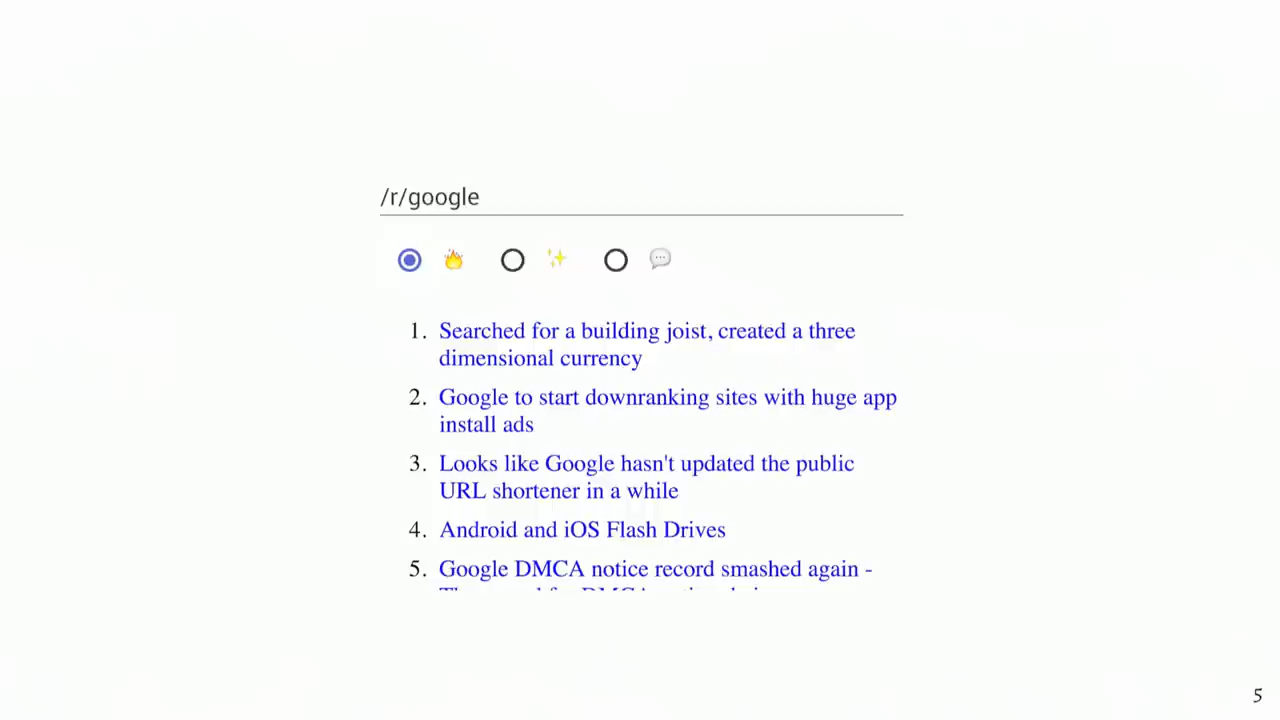 /r/google
1. Searched for a building joist, created a three
dimensional currency
2. Google to start downranking sites with huge app
install ads
3. Looks like Google hasn't updated the public
URL shortener in a while
4. Android and iOS Flash Drives
5. Google DMCA notice record smashed again -
5